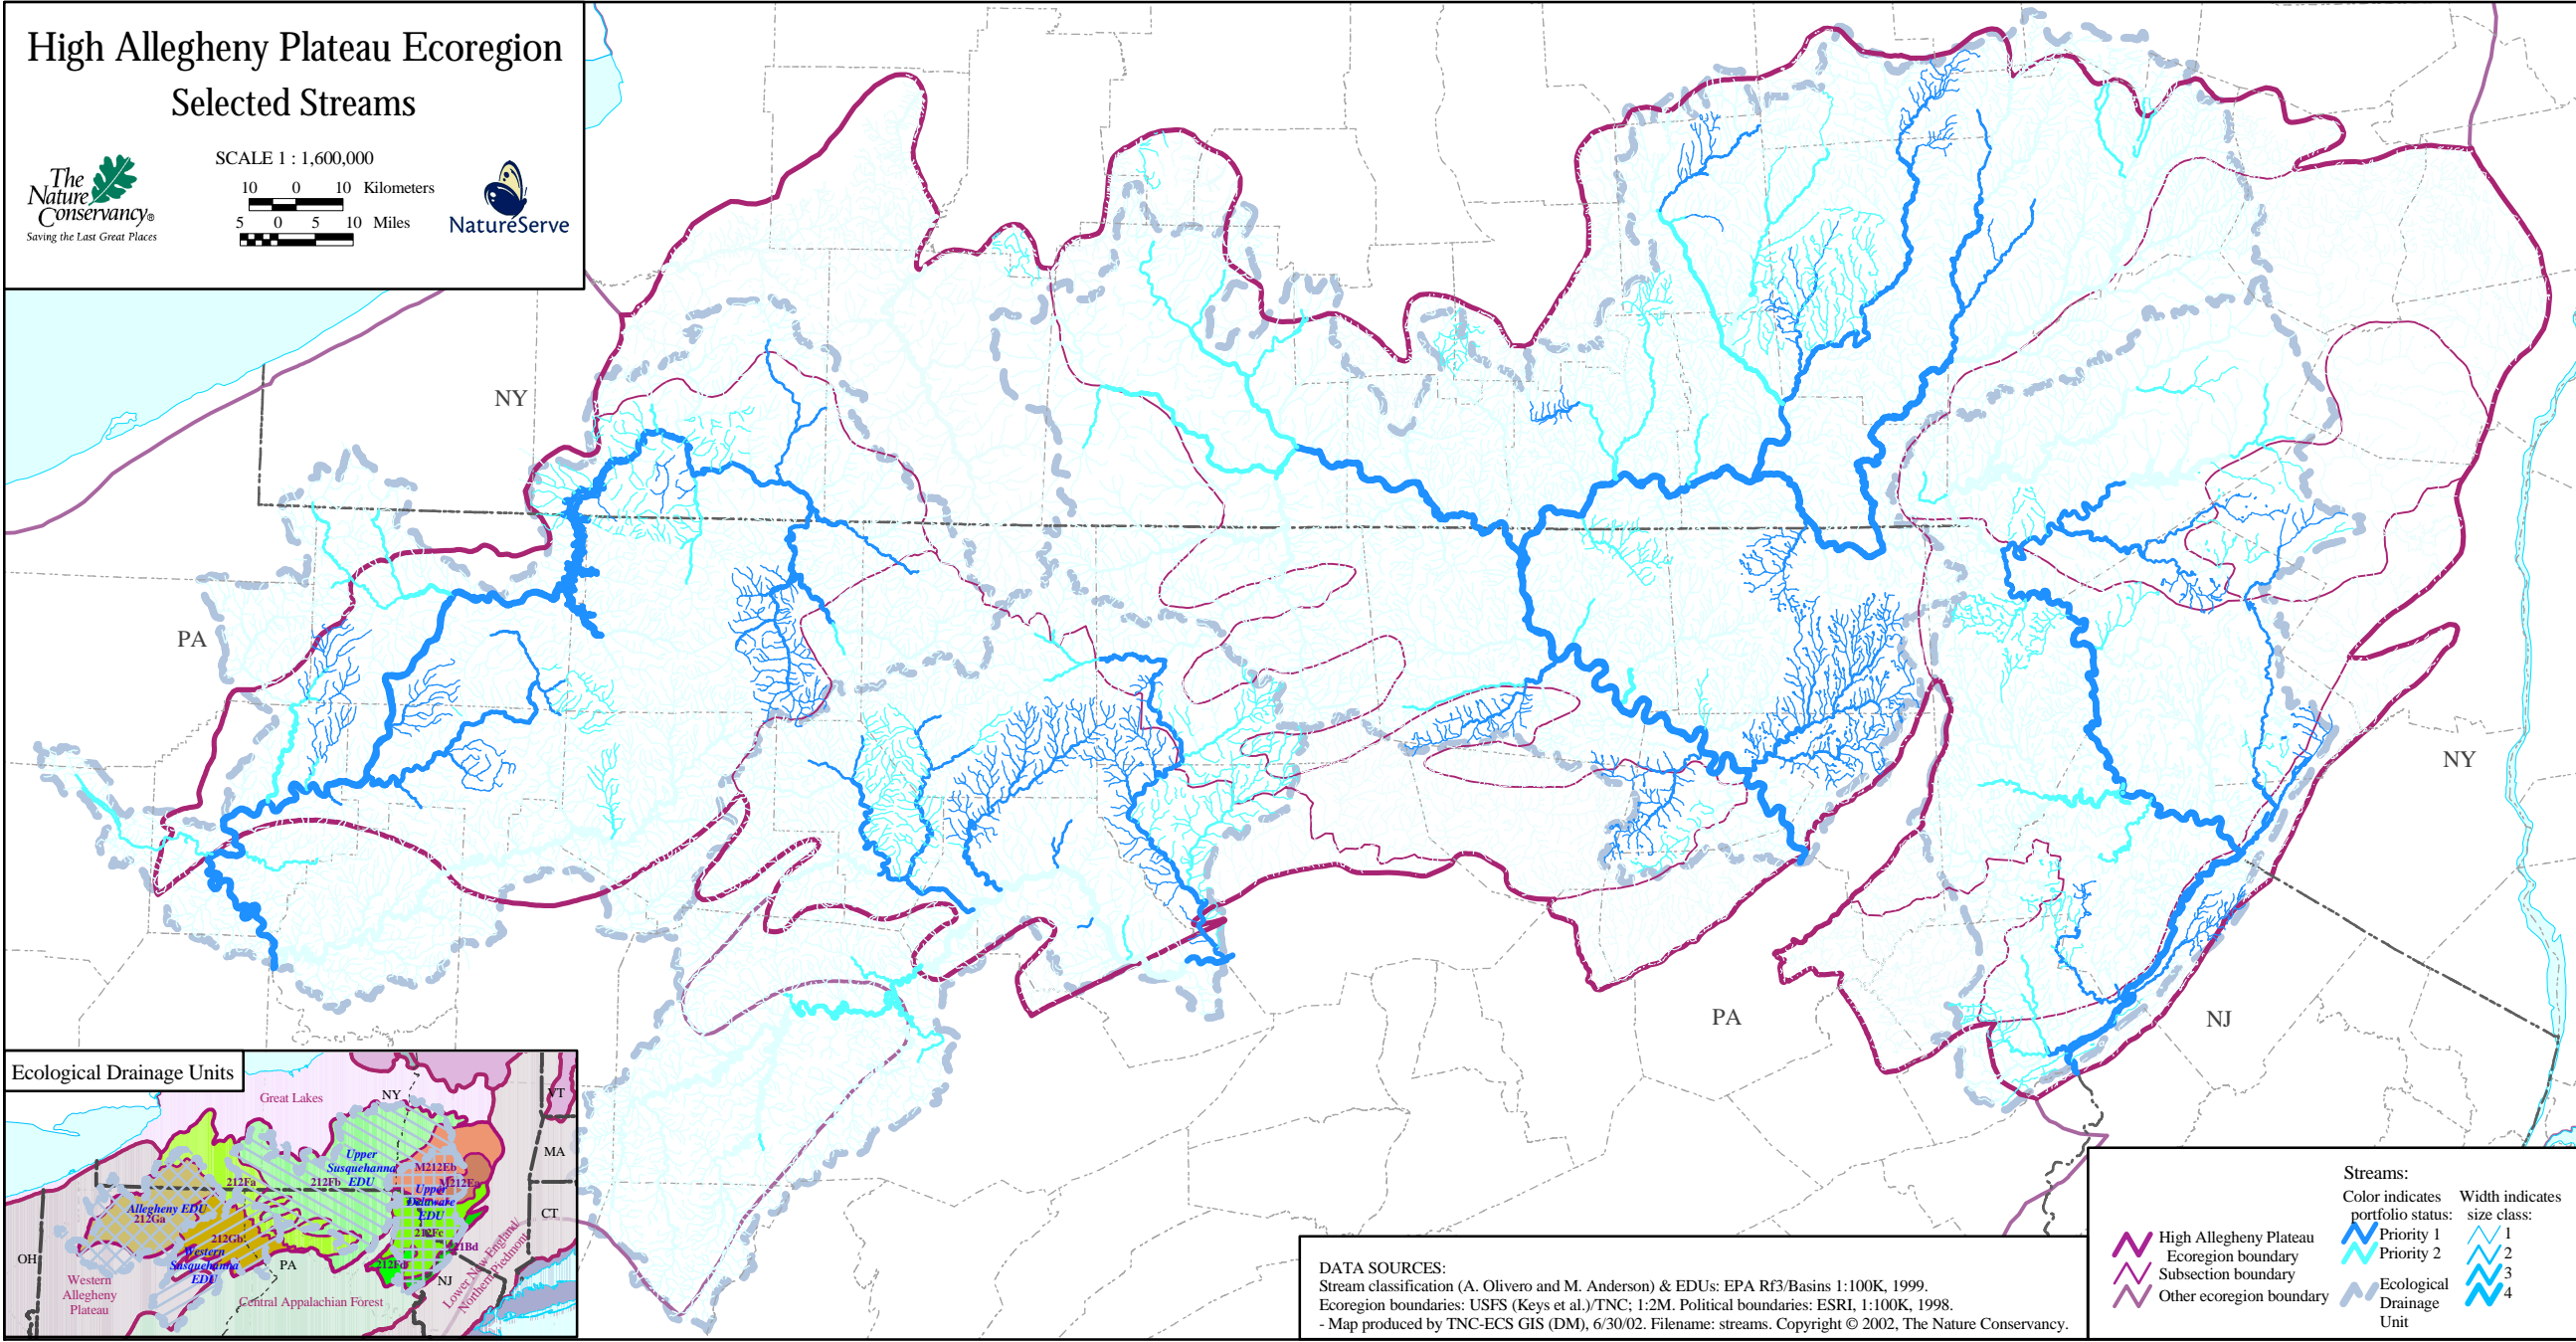 High Allegheny Plateau Ecoregion
Selected Streams
SCALE 1 : 1,600,000
10 0 10 Kilometers
5 0 5 10 Miles
The
Nature
Conservancy®
Saving the Last Great Places
NatureServe
NY
PA
NY
PA
NJ
Ecological Drainage Units
Great Lakes
NY
VT
MA
CT
OH
PA
NJ
Upper
Susquehanna
EDU
M212Eb
M212Ea
212Fa
212Fb
Upper
Delaware
EDU
Allegheny EDU
212Ga
212Gb
212Fc
212Fd
Western
Susquehanna
EDU
Western
Allegheny
Plateau
Central Appalachian Forest
Lower New England/
Northern Piedmont
DATA SOURCES:
Stream classification (A. Olivero and M. Anderson) & EDUs: EPA Rf3/Basins 1:100K, 1999.
Ecoregion boundaries: USFS (Keys et al.)/TNC; 1:2M. Political boundaries: ESRI, 1:100K, 1998.
- Map produced by TNC-ECS GIS (DM), 6/30/02. Filename: streams. Copyright © 2002, The Nature Conservancy.
High Allegheny Plateau
Ecoregion boundary
Subsection boundary
Other ecoregion boundary
Streams:
Color indicates
portfolio status:
Priority 1
Priority 2
Ecological
Drainage
Unit
Width indicates
size class:
1
2
3
4